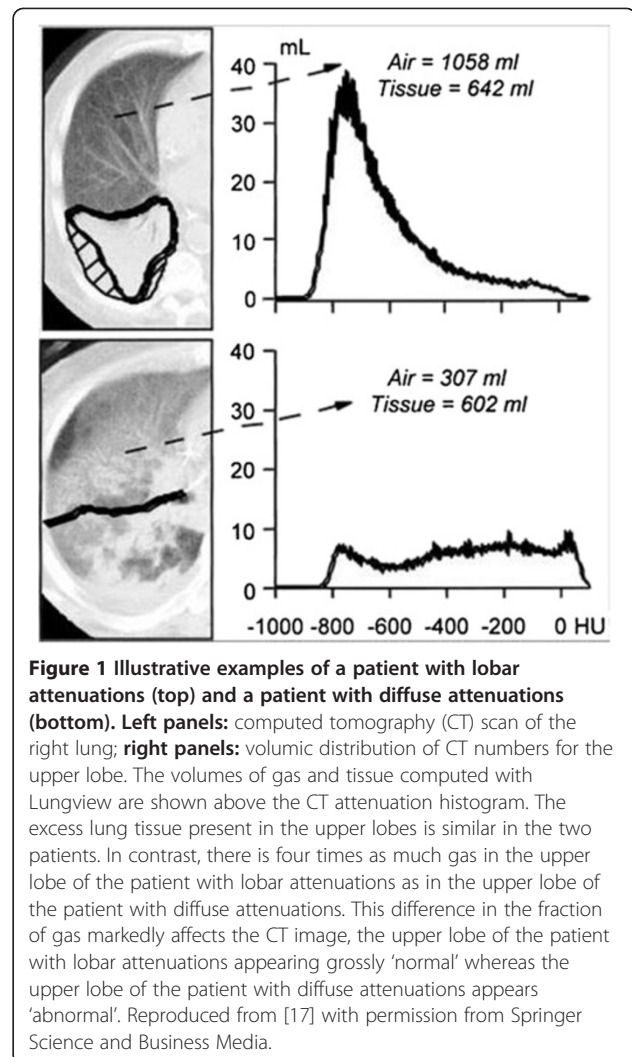 mL
40
30
20
10
0
Air = 1058 ml
Tissue = 642 ml
-1000 -800 -600 -400 -200 0
40
30
20
10
0
Air = 307 ml
Tissue = 602 ml
-1000 -800 -600 -400 -200 0 HU
Figure 1 Illustrative examples of a patient with lobar
attenuations (top) and a patient with diffuse attenuations
(bottom). Left panels: computed tomography (CT) scan of the
right lung; right panels: volumic distribution of CT numbers for the
upper lobe. The volumes of gas and tissue computed with
Lungview are shown above the CT attenuation histogram. The
excess lung tissue present in the upper lobes is similar in the two
patients. In contrast, there is four times as much gas in the upper
lobe of the patient with lobar attenuations as in the upper lobe of
the patient with diffuse attenuations. This difference in the fraction
of gas markedly affects the CT image, the upper lobe of the patient
with lobar attenuations appearing grossly 'normal' whereas the
upper lobe of the patient with diffuse attenuations appears
'abnormal'. Reproduced from [17] with permission from Springer
Science and Business Media.